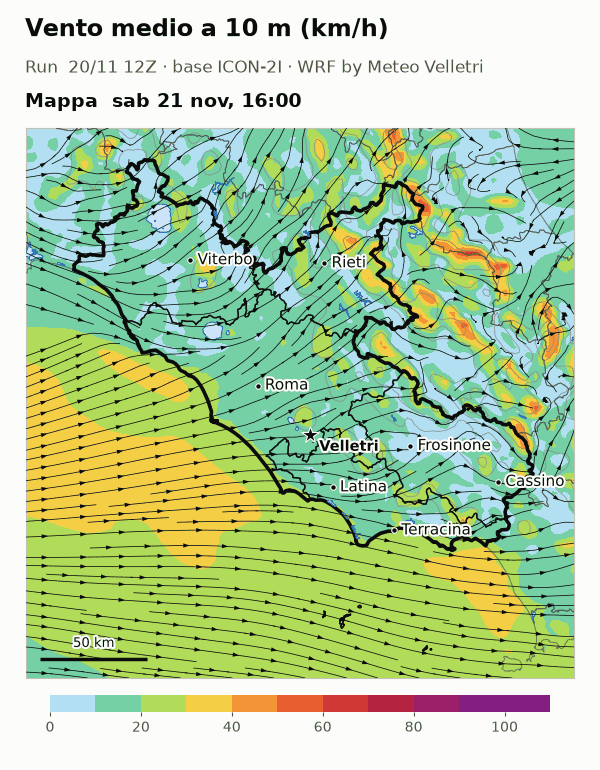 Vento medio a 10 m (km/h)
Run  20/11 12Z · base ICON-2I · WRF by Meteo Velletri
Mappa  sab 21 nov, 16:00
Viterbo
Rieti
Roma
Velletri
Frosinone
Cassino
Latina
Terracina
50 km
0 20 40 60 80 100